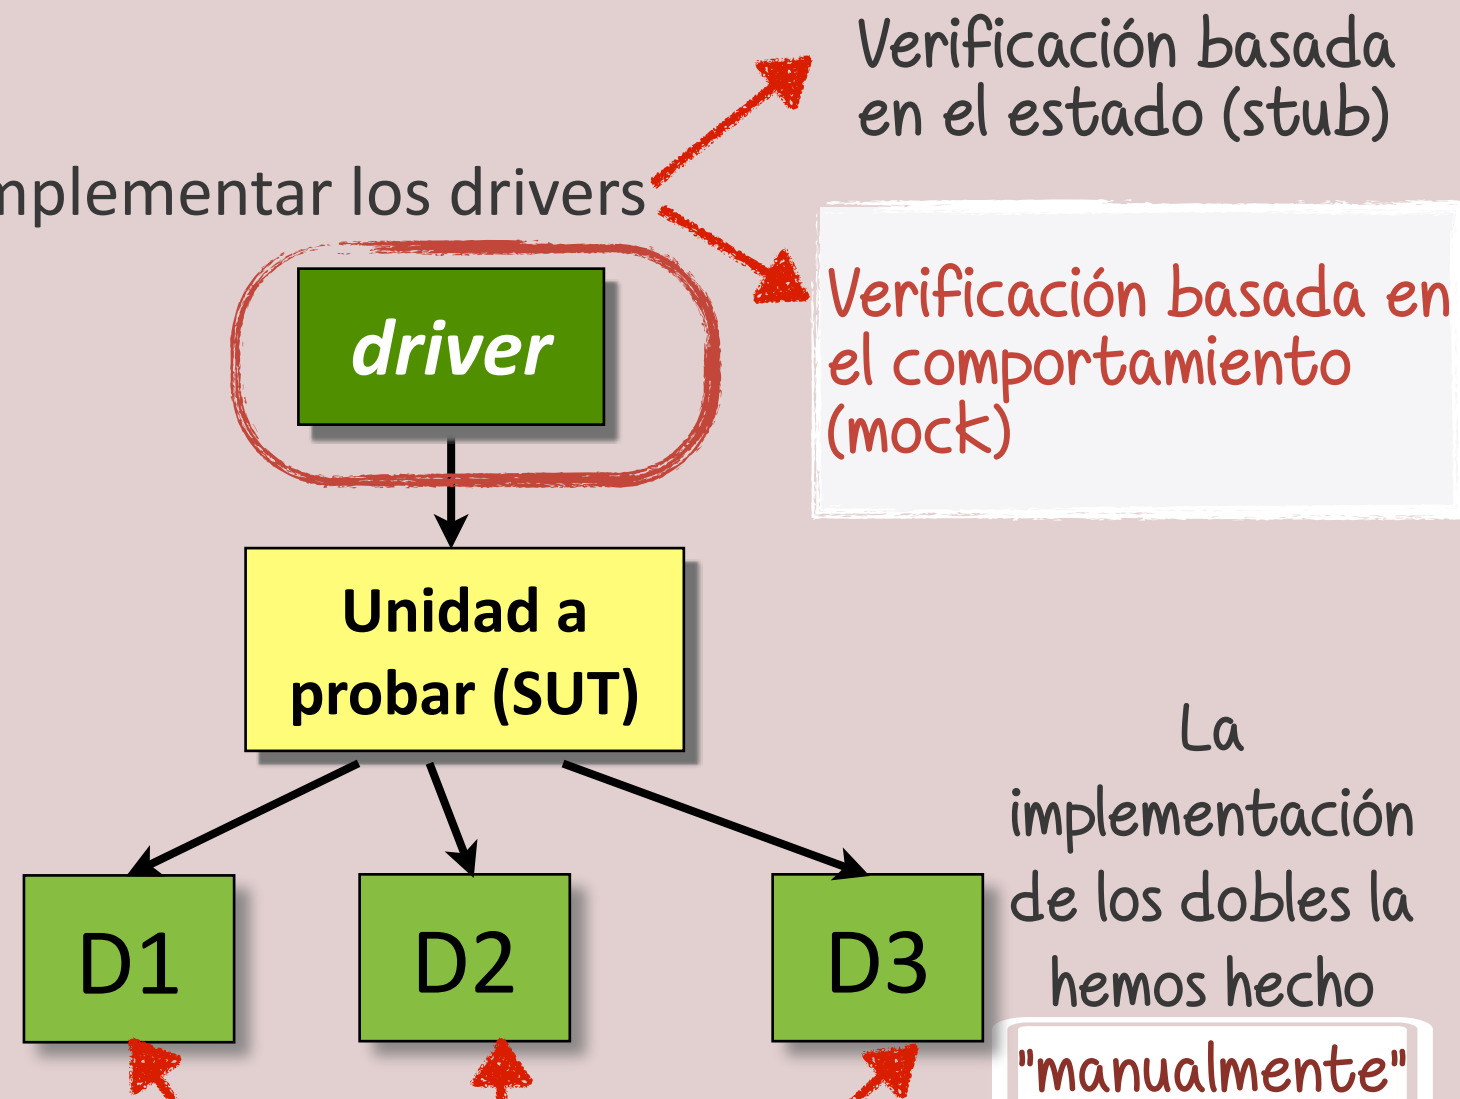 Verificación basada
en el estado (stub)
mplementar los drivers
Verificación basada en
el comportamiento
(mock)
driver
Unidad a
probar (SUT)
La
implementación
de los dobles la
hemos hecho
"manualmente"
D1
D2
D3